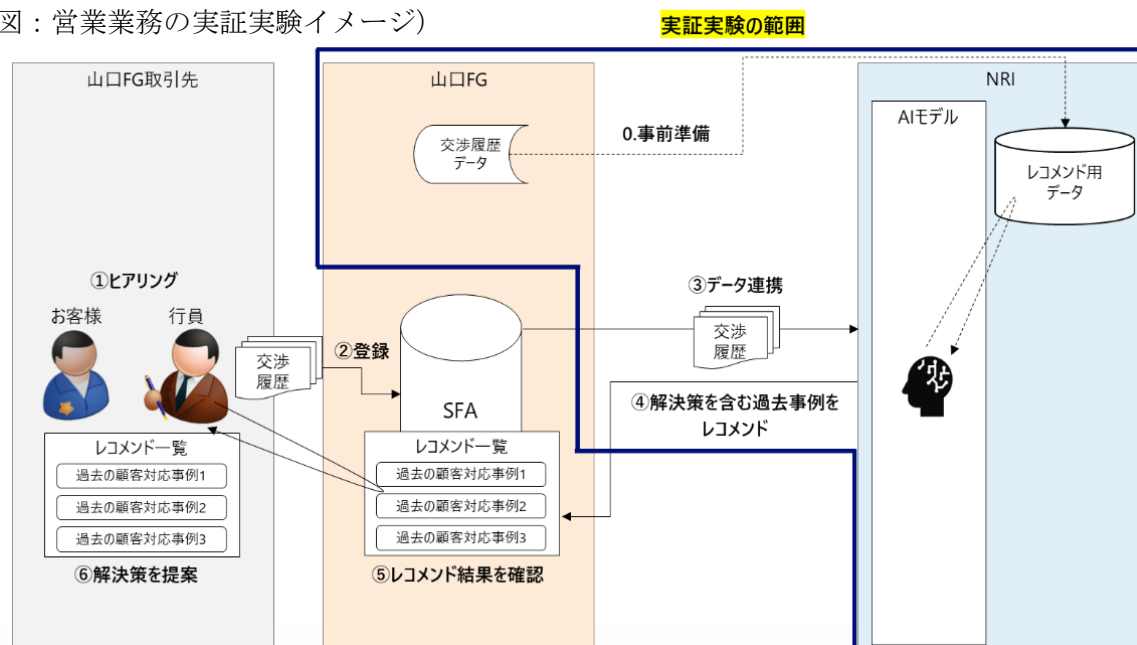 図：営業業務の実証実験イメージ）
実証実験の範囲
山口FG取引先
山口FG
NRI
交渉履歴
データ
0.事前準備
AIモデル
レコメンド用
データ
①ヒアリング
お客様
行員
交渉
履歴
②登録
SFA
③データ連携
交渉
履歴
④解決策を含む過去事例を
レコメンド
レコメンド一覧
過去の顧客対応事例1
過去の顧客対応事例2
過去の顧客対応事例3
⑥解決策を提案
レコメンド一覧
過去の顧客対応事例1
過去の顧客対応事例2
過去の顧客対応事例3
⑤レコメンド結果を確認